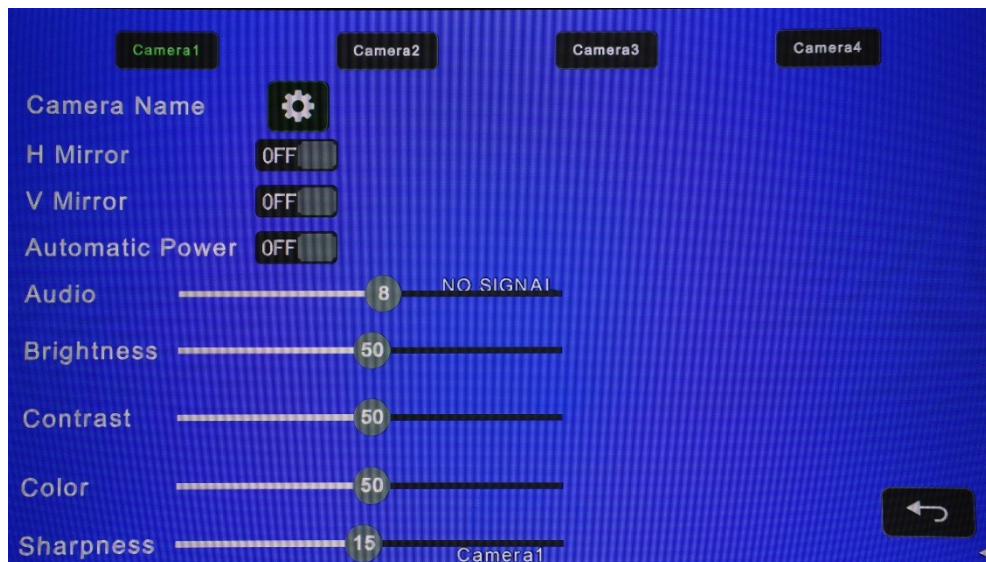 Camera1 Camera2 Camera3 Camera4
Camera Name
H Mirror OFF
V Mirror OFF
Automatic Power OFF
Audio 8 NO SIGNAL
Brightness 50
Contrast 50
Color 50
Sharpness 15 Camera1